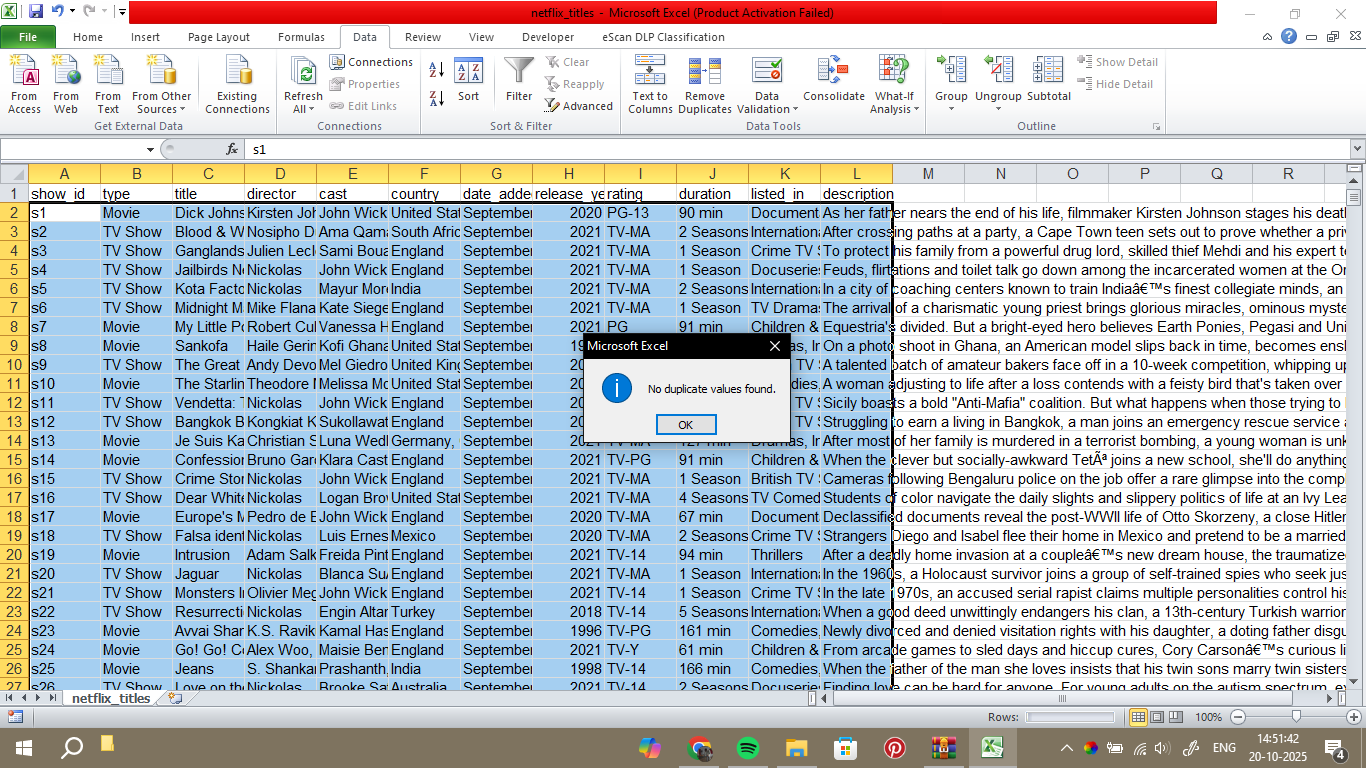 netflix_titles - Microsoft Excel (Product Activation Failed)
File Home Insert Page Layout Formulas Data Review View Developer eScan DLP Classification
From Access From Web From Text From Other Sources Existing Connections Refresh All Connections Properties Edit Links Sort Filter Clear Reapply Advanced Text to Columns Remove Duplicates Data Validation Consolidate What-If Analysis Group Ungroup Subtotal Show Detail Hide Detail
Get External Data Connections Sort & Filter Data Tools Outline
fx s1
A B C D E F G H I J K L M N O P Q R
1 show_id type title director cast country date_added release_ye rating duration listed_in description
2 s1 Movie Dick Johns Kirsten Joh John Wick United Stat September 2020 PG-13 90 min Document As her father nears the end of his life, filmmaker Kirsten Johnson stages his deat
3 s2 TV Show Blood & W Nosipho D Ama Qama South Afric September 2021 TV-MA 2 Seasons Internationa After crossing paths at a party, a Cape Town teen sets out to prove whether a priv
4 s3 TV Show Ganglands Julien Lecl Sami Boua England September 2021 TV-MA 1 Season Crime TV S To protect his family from a powerful drug lord, skilled thief Mehdi and his expert t
5 s4 TV Show Jailbirds Ne Nickolas John Wick England September 2021 TV-MA 1 Season Docuserie Feuds, flirtations and toilet talk go down among the incarcerated women at the Or
6 s5 TV Show Kota Facto Nickolas Mayur More India September 2021 TV-MA 2 Seasons Internationa In a city of coaching centers known to train Indiaâ€™s finest collegiate minds, an
7 s6 TV Show Midnight M Mike Flana Kate Siege England September 2021 TV-MA 1 Season TV Dramas The arrival of a charismatic young priest brings glorious miracles, ominous myste
8 s7 Movie My Little Po Robert Cul Vanessa H England September 2021 PG 91 min Children & Equestria's divided. But a bright-eyed hero believes Earth Ponies, Pegasi and Uni
9 s8 Movie Sankofa Haile Gerin Kofi Ghana United Stat September On a photo shoot in Ghana, an American model slips back in time, becomes ensl
10 s9 TV Show The Great Andy Devo Mel Giedro United King September A talented batch of amateur bakers face off in a 10-week competition, whipping up
11 s10 Movie The Starlin Theodore M Melissa Mc United Stat September A woman adjusting to life after a loss contends with a feisty bird that's taken over
12 s11 TV Show Vendetta: T Nickolas John Wick England September Sicily boasts a bold "Anti-Mafia" coalition. But what happens when those trying to
13 s12 TV Show Bangkok B Kongkiat K Sukollawat England September Struggling to earn a living in Bangkok, a man joins an emergency rescue service
14 s13 Movie Je Suis Ka Christian S Luna Wedl Germany, September 2021 TV-MA 127 min Dramas, In After most of her family is murdered in a terrorist bombing, a young woman is unk
15 s14 Movie Confession Bruno Gar Klara Cast England September 2021 TV-PG 91 min Children & When the clever but socially-awkward TetÃª joins a new school, she'll do anything
16 s15 TV Show Crime Stor Nickolas John Wick England September 2021 TV-MA 1 Season British TV Cameras following Bengaluru police on the job offer a rare glimpse into the comp
17 s16 TV Show Dear White Nickolas Logan Bro United Stat September 2021 TV-MA 4 Seasons TV Comed Students of color navigate the daily slights and slippery politics of life at an Ivy Lea
18 s17 Movie Europe's M Pedro de E John Wick England September 2020 TV-MA 67 min Document Declassified documents reveal the post-WWII life of Otto Skorzeny, a close Hitler
19 s18 TV Show Falsa iden Nickolas Luis Ernes Mexico September 2020 TV-MA 2 Seasons Crime TV S Strangers Diego and Isabel flee their home in Mexico and pretend to be a married
20 s19 Movie Intrusion Adam Salk Freida Pint England September 2021 TV-14 94 min Thrillers After a deadly home invasion at a coupleâ€™s new dream house, the traumatize
21 s20 TV Show Jaguar Nickolas Blanca SuA England September 2021 TV-MA 1 Season Internationa In the 1960s, a Holocaust survivor joins a group of self-trained spies who seek jus
22 s21 TV Show Monsters I Olivier Meg John Wick England September 2021 TV-14 1 Season Crime TV S In the late 1970s, an accused serial rapist claims multiple personalities control his
23 s22 TV Show Resurrecti Nickolas Engin Altar Turkey September 2018 TV-14 5 Seasons Internationa When a good deed unwittingly endangers his clan, a 13th-century Turkish warrior
24 s23 Movie Avvai Shan K.S. Ravik Kamal Has England September 1996 TV-PG 161 min Comedies, Newly divorced and denied visitation rights with his daughter, a doting father disgu
25 s24 Movie Go! Go! Co Alex Woo, Maisie Ben England September 2021 TV-Y 61 min Children & From arcade games to sled days and hiccup cures, Cory Carsonâ€™s curious li
26 s25 Movie Jeans S. Shankar Prashanth, India September 1998 TV-14 166 min Comedies, When the father of the man she loves insists that his twin sons marry twin sisters
27 s26 TV Show Love on the Nickolas Brooke Sa Australia September 2021 TV-14 2 Seasons Docuserie Finding love can be hard for anyone. For young adults on the autism spectrum,
Microsoft Excel
No duplicate values found.
OK
netflix_titles
Rows: 100%
ENG 14:51:42
20-10-2025
4